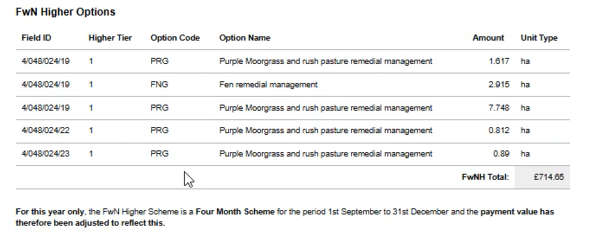 FwN Higher Options
Field ID Higher Tier Option Code Option Name Amount Unit Type
4/048/024/19 1 PRG Purple Moorgrass and rush pasture remedial management 1.617 ha
4/048/024/19 1 FNG Fen remedial management 2.915 ha
4/048/024/19 1 PRG Purple Moorgrass and rush pasture remedial management 7.748 ha
4/048/024/22 1 PRG Purple Moorgrass and rush pasture remedial management 0.812 ha
4/048/024/23 1 PRG Purple Moorgrass and rush pasture remedial management 0.89 ha
FwNH Total: £714.65
For this year only, the FwN Higher Scheme is a Four Month Scheme for the period 1st September to 31st December and the payment value has
therefore been adjusted to reflect this.